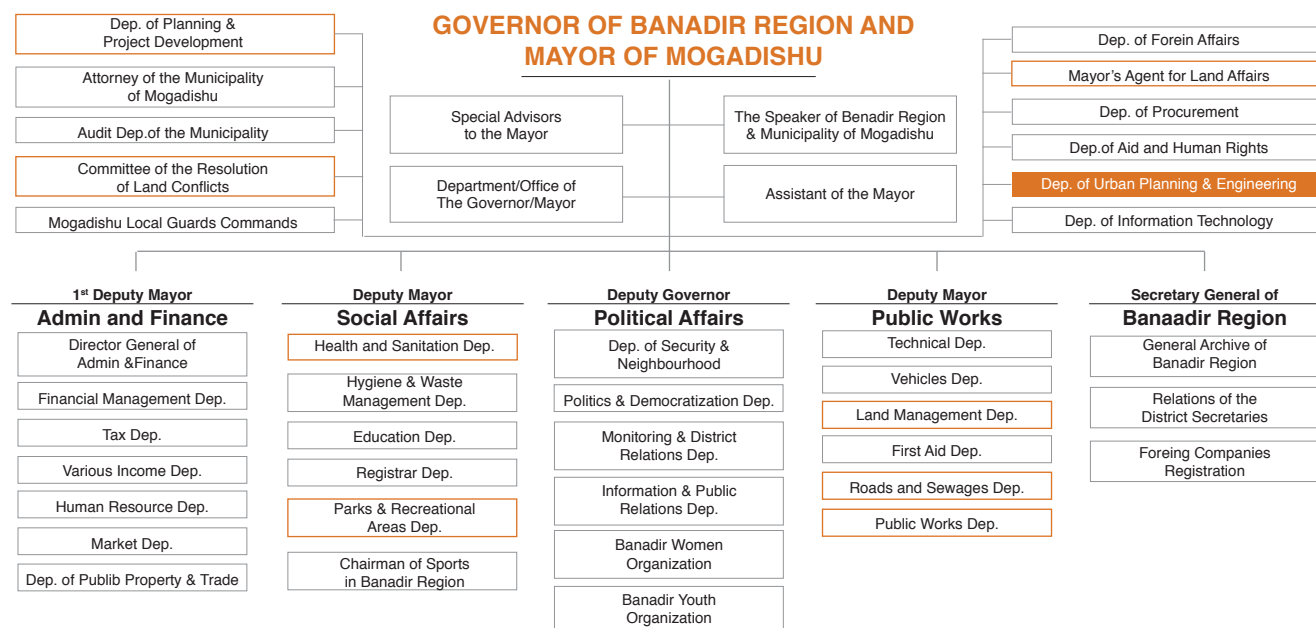 GOVERNOR OF BANADIR REGION AND
MAYOR OF MOGADISHU
Dep. of Planning &
Project Development
Attorney of the Municipality
of Mogadishu
Audit Dep.of the Municipality
Committee of the Resolution
of Land Conflicts
Mogadishu Local Guards Commands
Special Advisors
to the Mayor
The Speaker of Benadir Region
& Municipality of Mogadishu
Department/Office of
The Governor/Mayor
Assistant of the Mayor
Dep. of Forein Affairs
Mayor's Agent for Land Affairs
Dep. of Procurement
Dep.of Aid and Human Rights
Dep. of Urban Planning & Engineering
Dep. of Information Technology
1st Deputy Mayor
Admin and Finance
Director General of
Admin &Finance
Financial Management Dep.
Tax Dep.
Various Income Dep.
Human Resource Dep.
Market Dep.
Dep. of Publib Property & Trade
Deputy Mayor
Social Affairs
Health and Sanitation Dep.
Hygiene & Waste
Management Dep.
Education Dep.
Registrar Dep.
Parks & Recreational
Areas Dep.
Chairman of Sports
in Banadir Region
Deputy Governor
Political Affairs
Dep. of Security &
Neighbourhood
Politics & Democratization Dep.
Monitoring & District
Relations Dep.
Information & Public
Relations Dep.
Banadir Women
Organization
Banadir Youth
Organization
Deputy Mayor
Public Works
Technical Dep.
Vehicles Dep.
Land Management Dep.
First Aid Dep.
Roads and Sewages Dep.
Public Works Dep.
Secretary General of
Banaadir Region
General Archive of
Banadir Region
Relations of the
District Secretaries
Foreing Companies
Registration